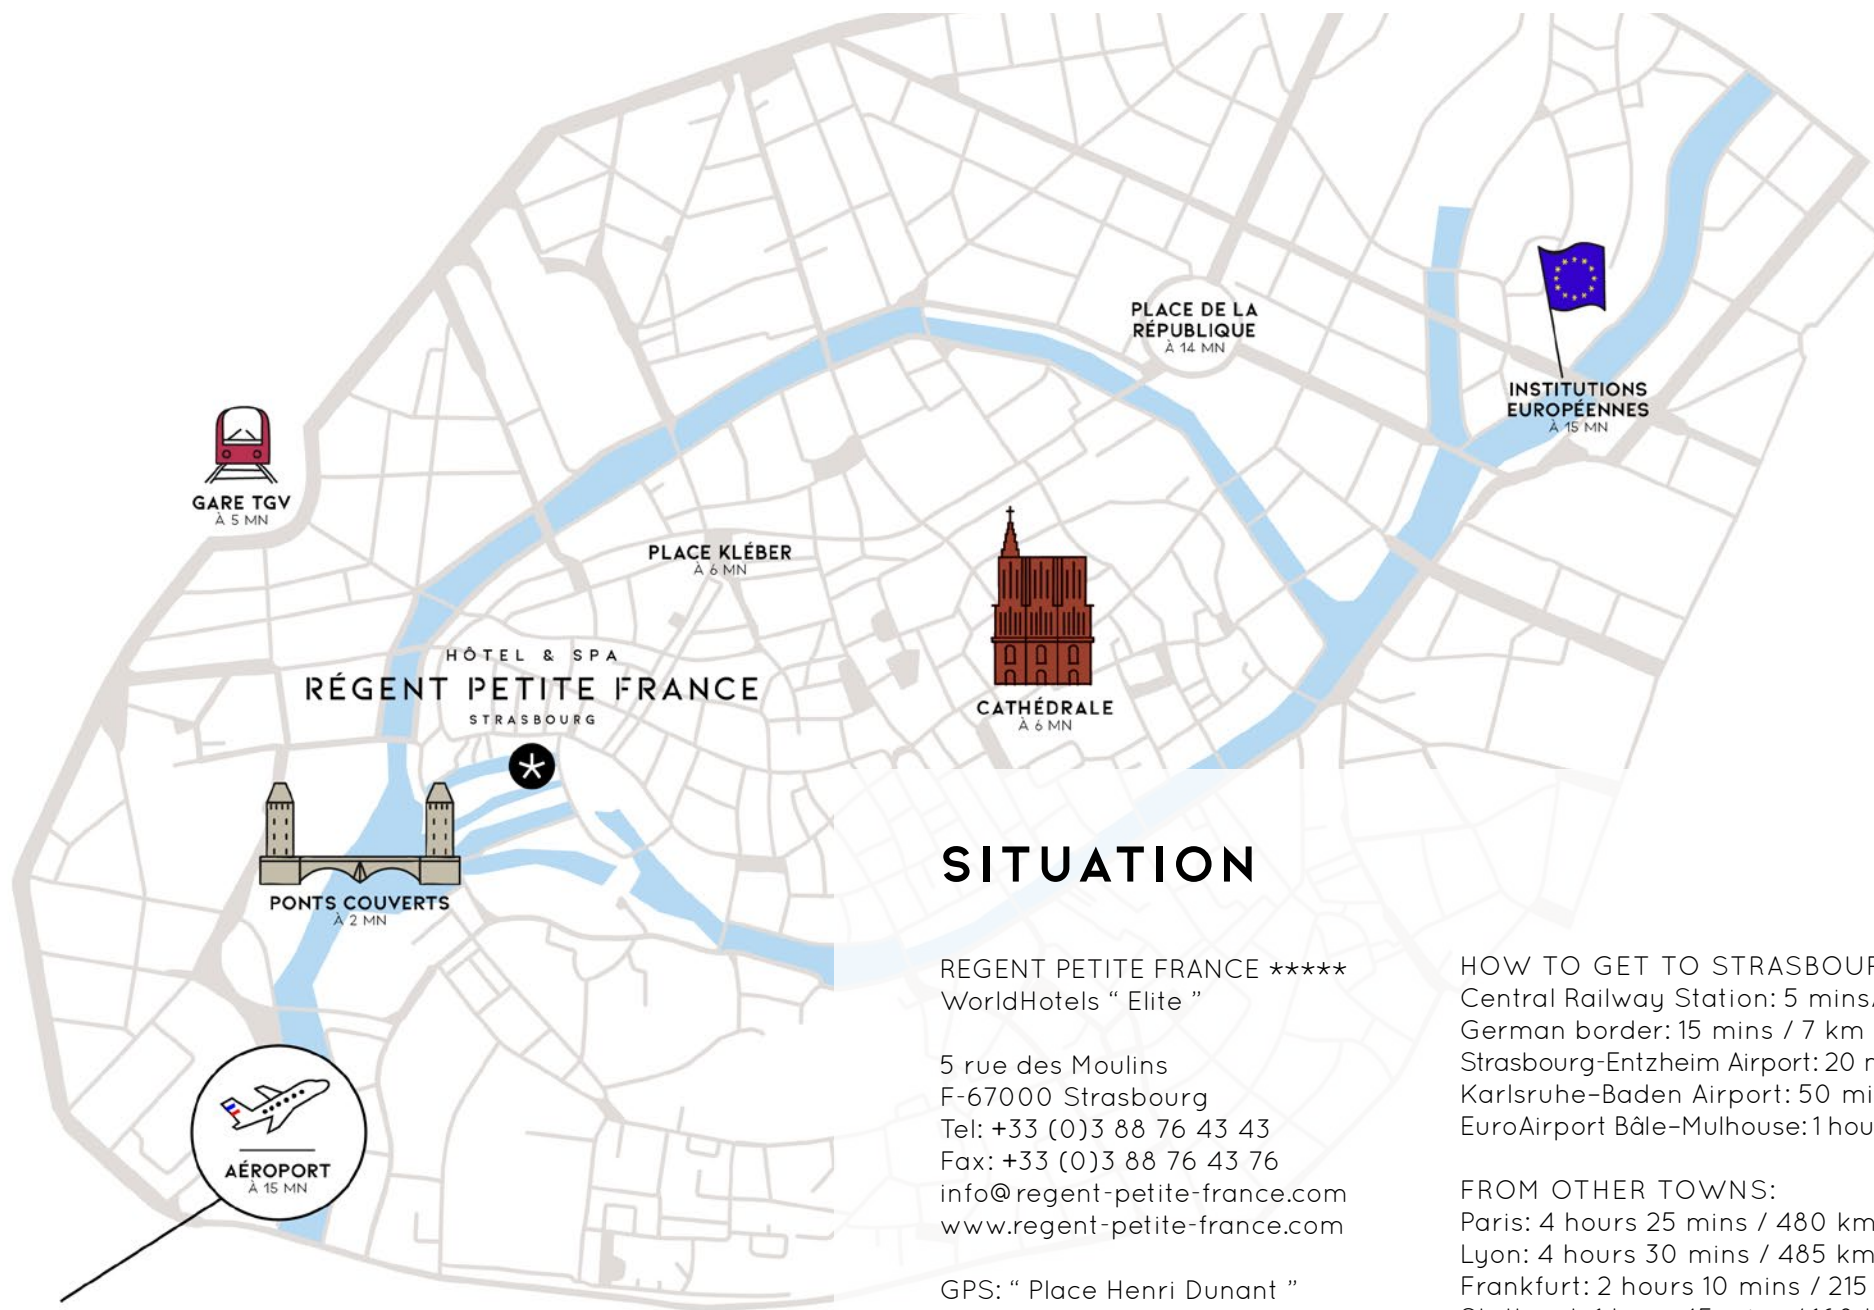 PLACE DE LA
RÉPUBLIQUE
À 14 MN
INSTITUTIONS
EUROPÉENNES
À 15 MN
GARE TGV
À 5 MN
PLACE KLÉBER
À 6 MN
HÔTEL & SPA
RÉGENT PETITE FRANCE
STRASBOURG
CATHÉDRALE
À 6 MN
PONTS COUVERTS
À 2 MN
AÉROPORT
À 15 MN
SITUATION
REGENT PETITE FRANCE *****
WorldHotels “ Elite ”
5 rue des Moulins
F-67000 Strasbourg
Tel: +33 (0)3 88 76 43 43
Fax: +33 (0)3 88 76 43 76
info@regent-petite-france.com
www.regent-petite-france.com
GPS: “ Place Henri Dunant ”
HOW TO GET TO
Central Railway Station: 5 mins
German border: 15 mins / 7 km
Strasbourg-Entzheim Airport: 20
Karlsruhe–Baden Airport: 50
EuroAirport Bâle–Mulhouse: 1
FROM OTHER TOWNS:
Paris: 4 hours 25 mins / 480 km
Lyon: 4 hours 30 mins / 485 km
Frankfurt: 2 hours 10 mins / 215